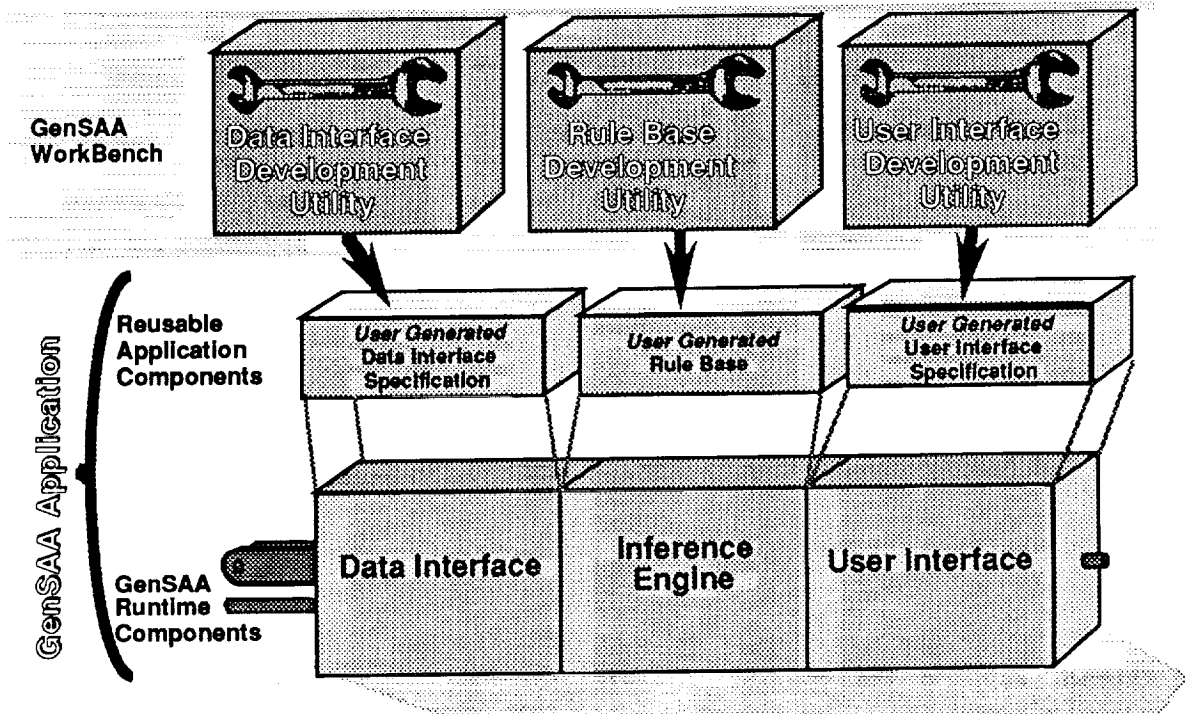 GenSAA
WorkBench
Data Interface
Development
Utility
Rule Base
Development
Utility
User Interface
Development
Utility
GenSAA Application
Reusable
Application
Components
User Generated
Data Interface
Specification
User Generated
Rule Base
User Generated
User Interface
Specification
GenSAA
Runtime
Components
Data Interface
Inference
Engine
User Interface